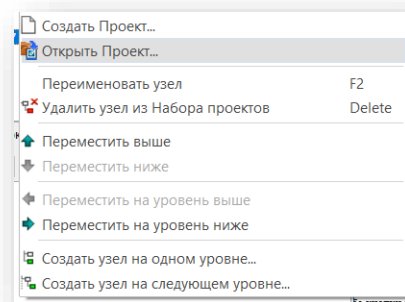 Создать Проект...
Открыть Проект...
Переименовать узел F2
Удалить узел из Набора проектов Delete
Переместить выше
Переместить ниже
Переместить на уровень выше
Переместить на уровень ниже
Создать узел на одном уровне...
Создать узел на следующем уровне...